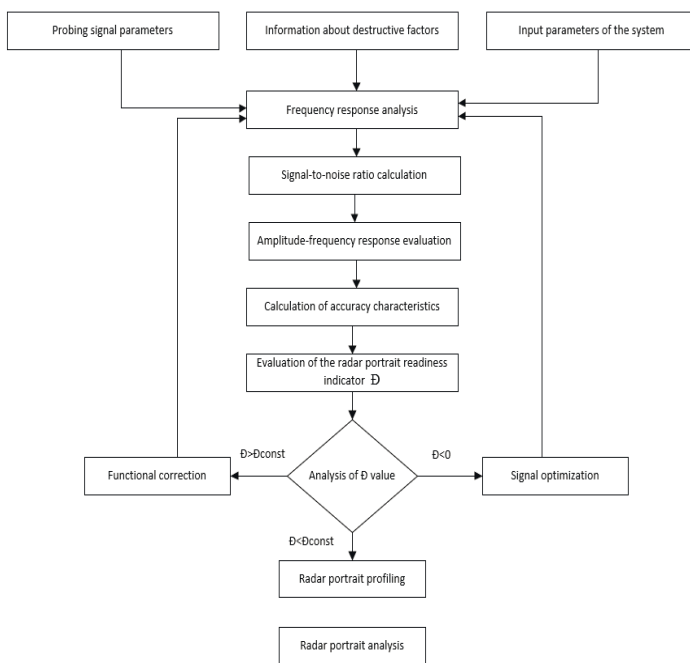 Probing signal parameters
Information about destructive factors
Input parameters of the system
Frequency response analysis
Signal-to-noise ratio calculation
Amplitude-frequency response evaluation
Calculation of accuracy characteristics
Evaluation of the radar portrait readiness
indicator Đ
Đ>Đconst
Đ<0
Functional correction
Analysis of Đ value
Signal optimization
Đ<Đconst
Radar portrait profiling
Radar portrait analysis